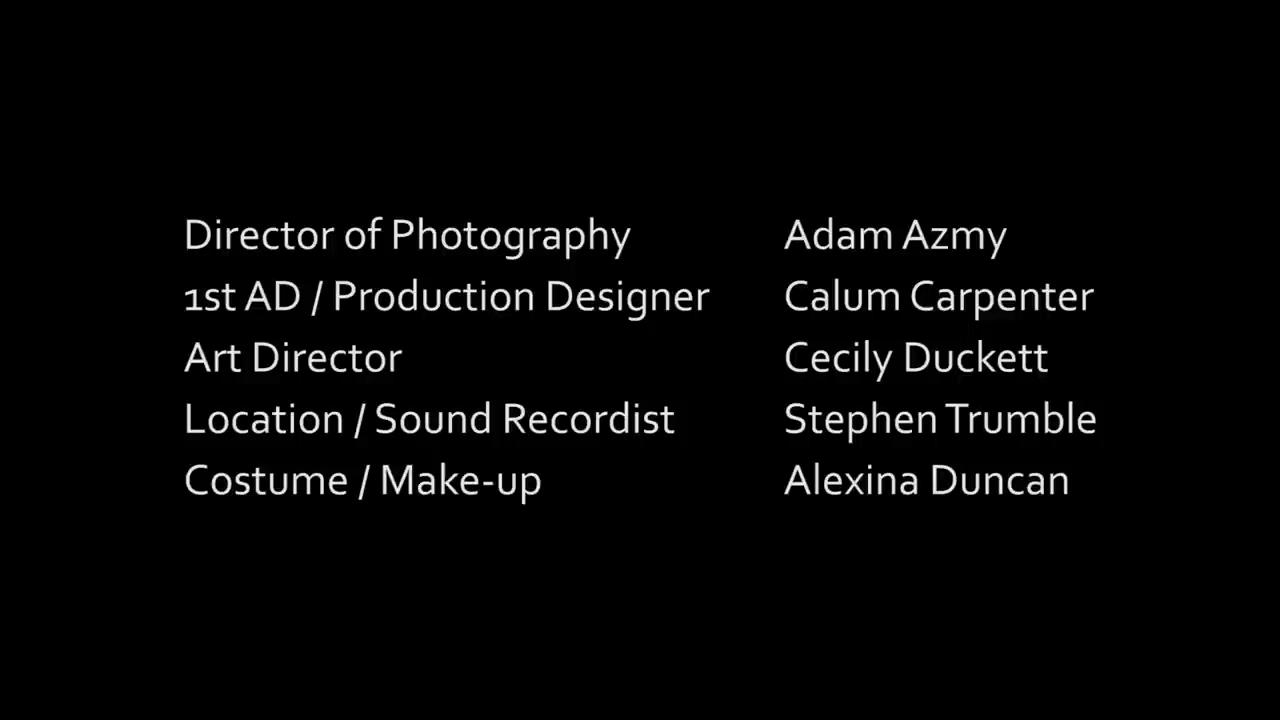 Director of Photography Adam Azmy
1st AD / Production Designer Calum Carpenter
Art Director Cecily Duckett
Location / Sound Recordist Stephen Trumble
Costume / Make-up Alexina Duncan